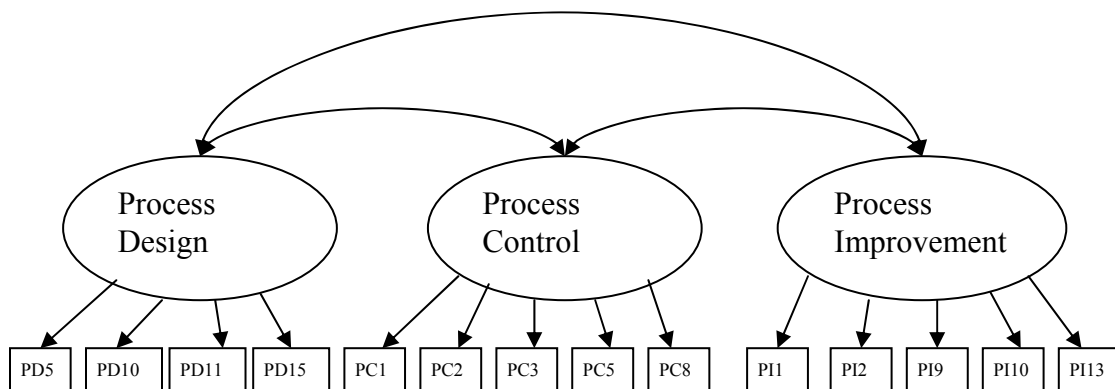 Process
Design
Process
Control
Process
Improvement
PD5 PD10 PD11 PD15 PC1 PC2 PC3 PC5 PC8 PI1 PI2 PI9 PI10 PI13